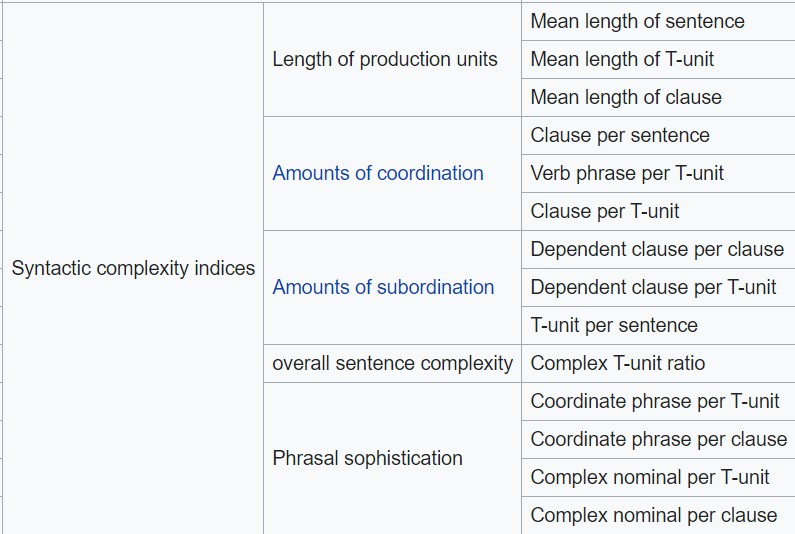 Syntactic complexity indices
Length of production units
Mean length of sentence
Mean length of T-unit
Mean length of clause
Amounts of coordination
Clause per sentence
Verb phrase per T-unit
Clause per T-unit
Amounts of subordination
Dependent clause per clause
Dependent clause per T-unit
T-unit per sentence
overall sentence complexity
Complex T-unit ratio
Phrasal sophistication
Coordinate phrase per T-unit
Coordinate phrase per clause
Complex nominal per T-unit
Complex nominal per clause